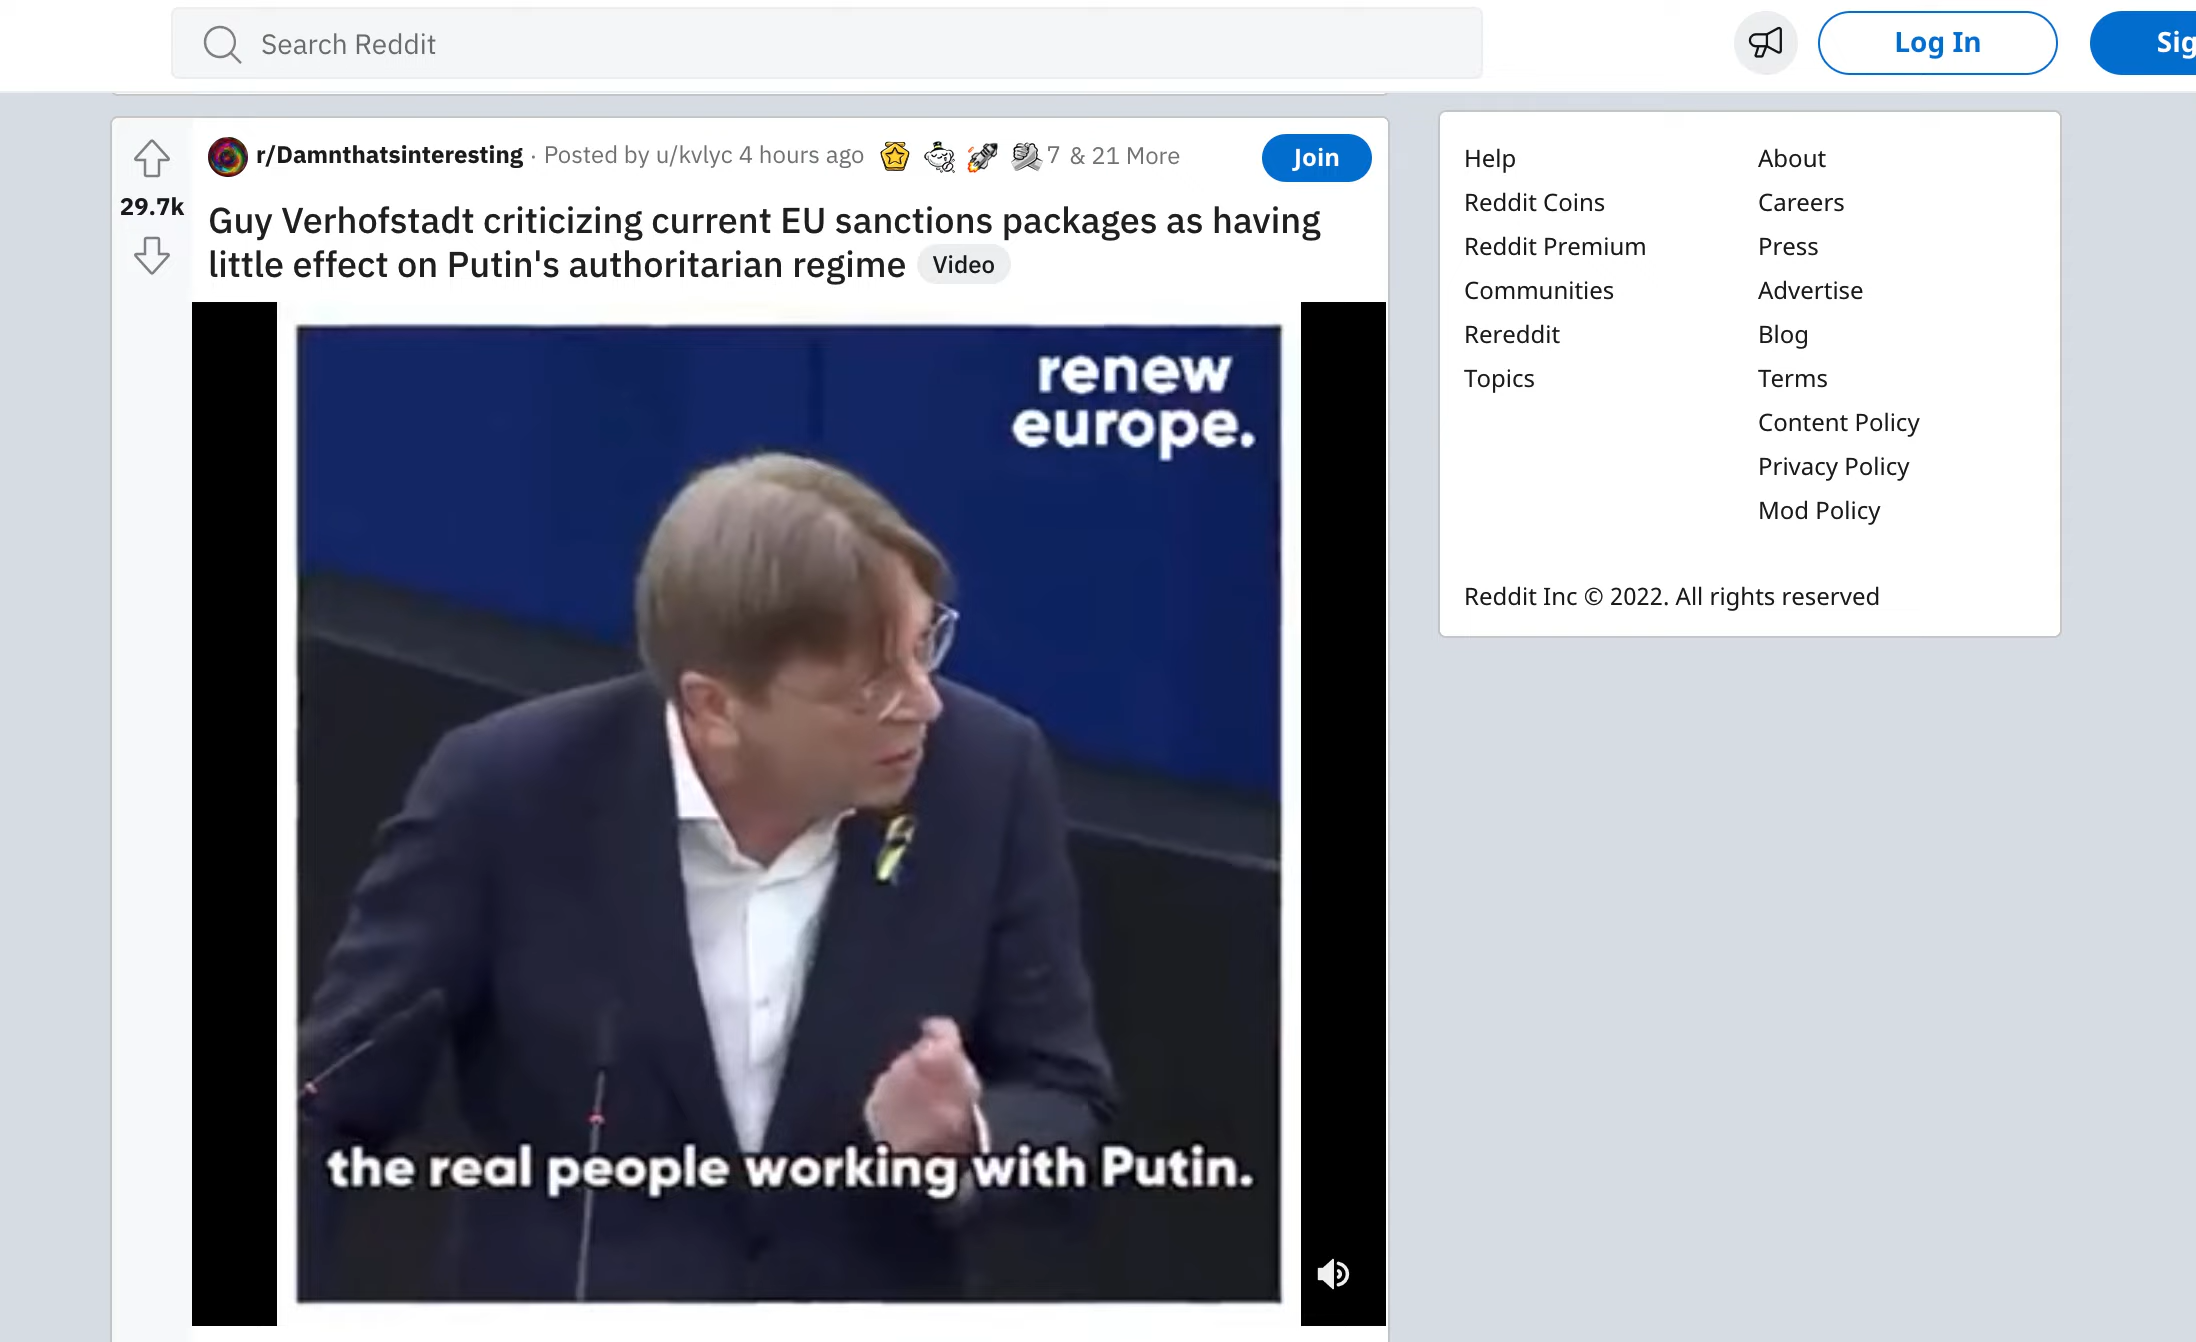 Search Reddit
Log In
Sig
r/Damnthatsinteresting · Posted by u/kvlyc 4 hours ago 7 & 21 More
Join
29.7k
Guy Verhofstadt criticizing current EU sanctions packages as having
little effect on Putin's authoritarian regime Video
renew
europe.
the real people working with Putin.
Help
Reddit Coins
Reddit Premium
Communities
Rereddit
Topics
About
Careers
Press
Advertise
Blog
Terms
Content Policy
Privacy Policy
Mod Policy
Reddit Inc © 2022. All rights reserved